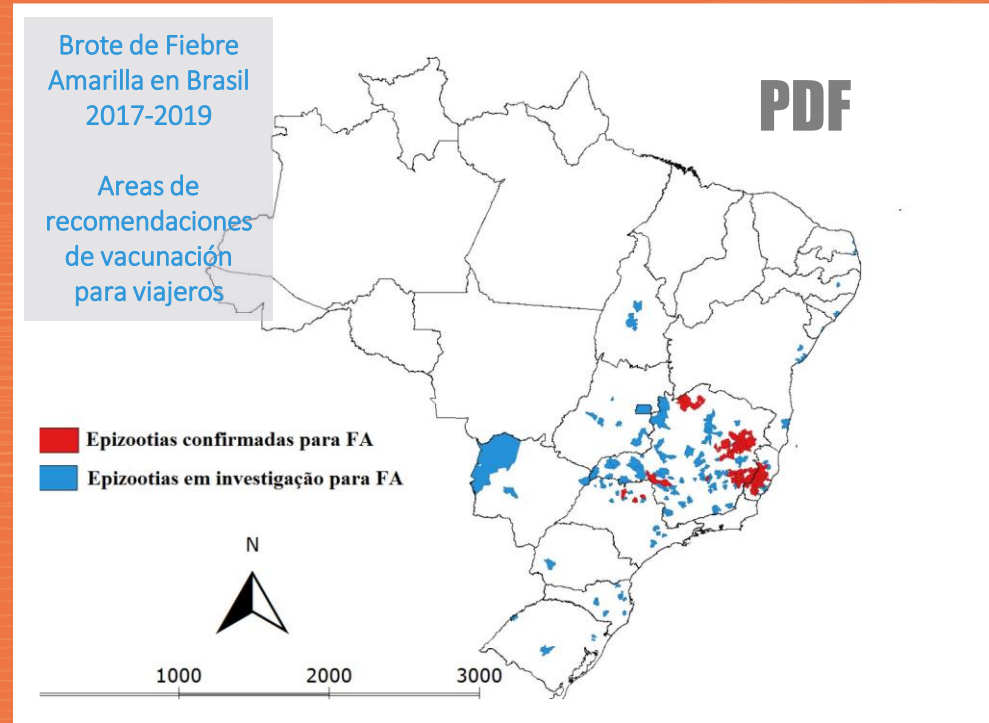 Brote de Fiebre
Amarilla en Brasil
2017-2019
Areas de
recomendaciones
de vacunación
para viajeros
PDF
Epizootias confirmadas para FA
Epizootias em investigação para FA
N
1000 2000 3000